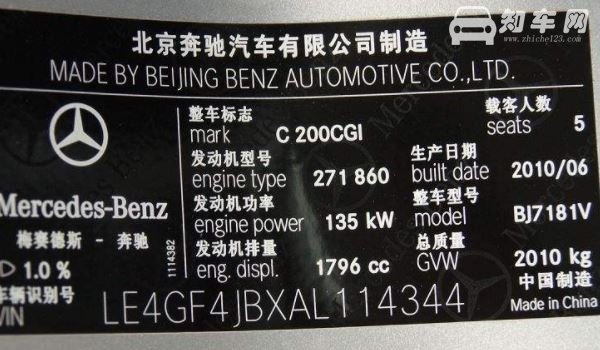 知车网
www.zhiche123.com
北京奔驰汽车有限公司制造
MADE BY BEIJING BENZ AUTOMOTIVE CO.,LTD.
整车标志
mark C 200CGI
载客人数
seats 5
发动机型号
engine type 271 860
生产日期
built date 2010/06
发动机功率
engine power 135 kW
整车型号
model BJ7181V
发动机排量
eng. displ. 1796 cc
总质量
GVW 2010 kg
中国制造
Made in China
Mercedes-Benz
梅赛德斯 - 奔驰
1.0 %
1114382
车辆识别号
VIN LE4GF4JBXAL114344